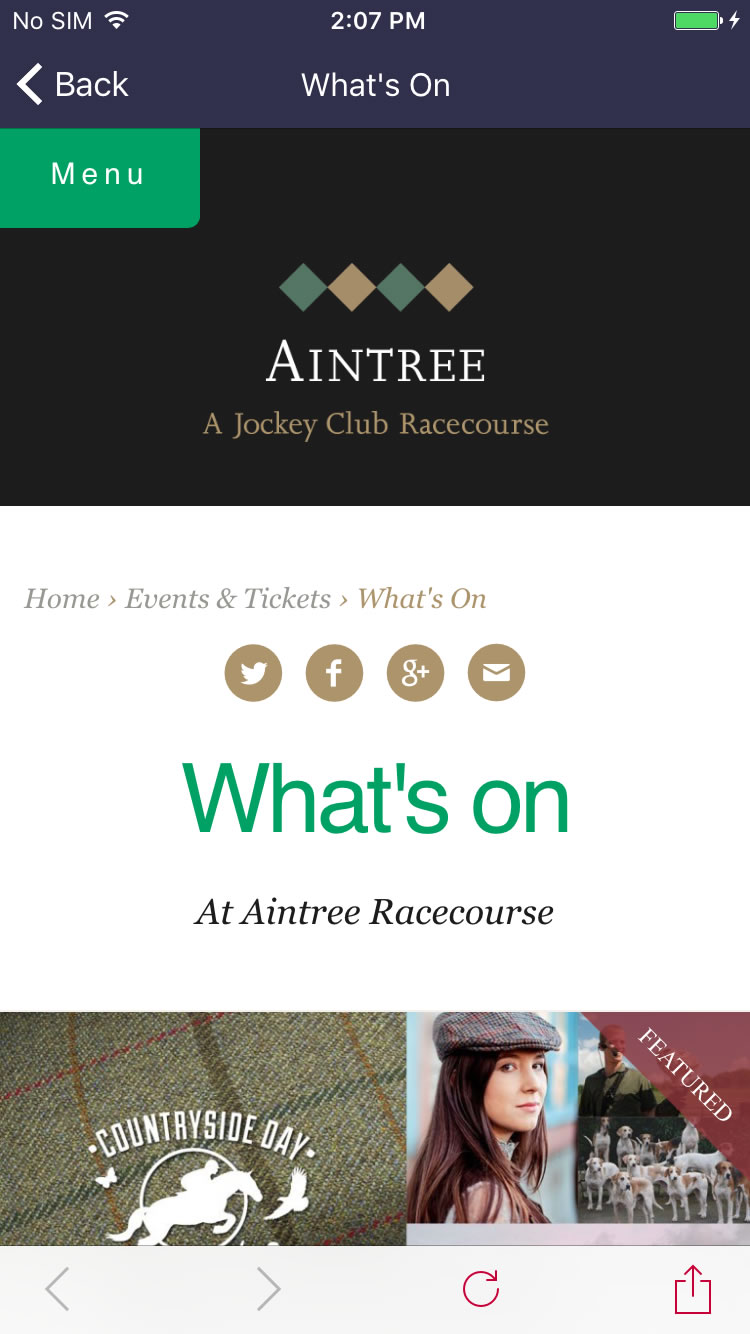 No SIM 2:07 PM
Back What's On
Menu
AINTREE
A Jockey Club Racecourse
Home › Events & Tickets › What's On
What's on
At Aintree Racecourse
FEATURED
·COUNTRYSIDE DAY·